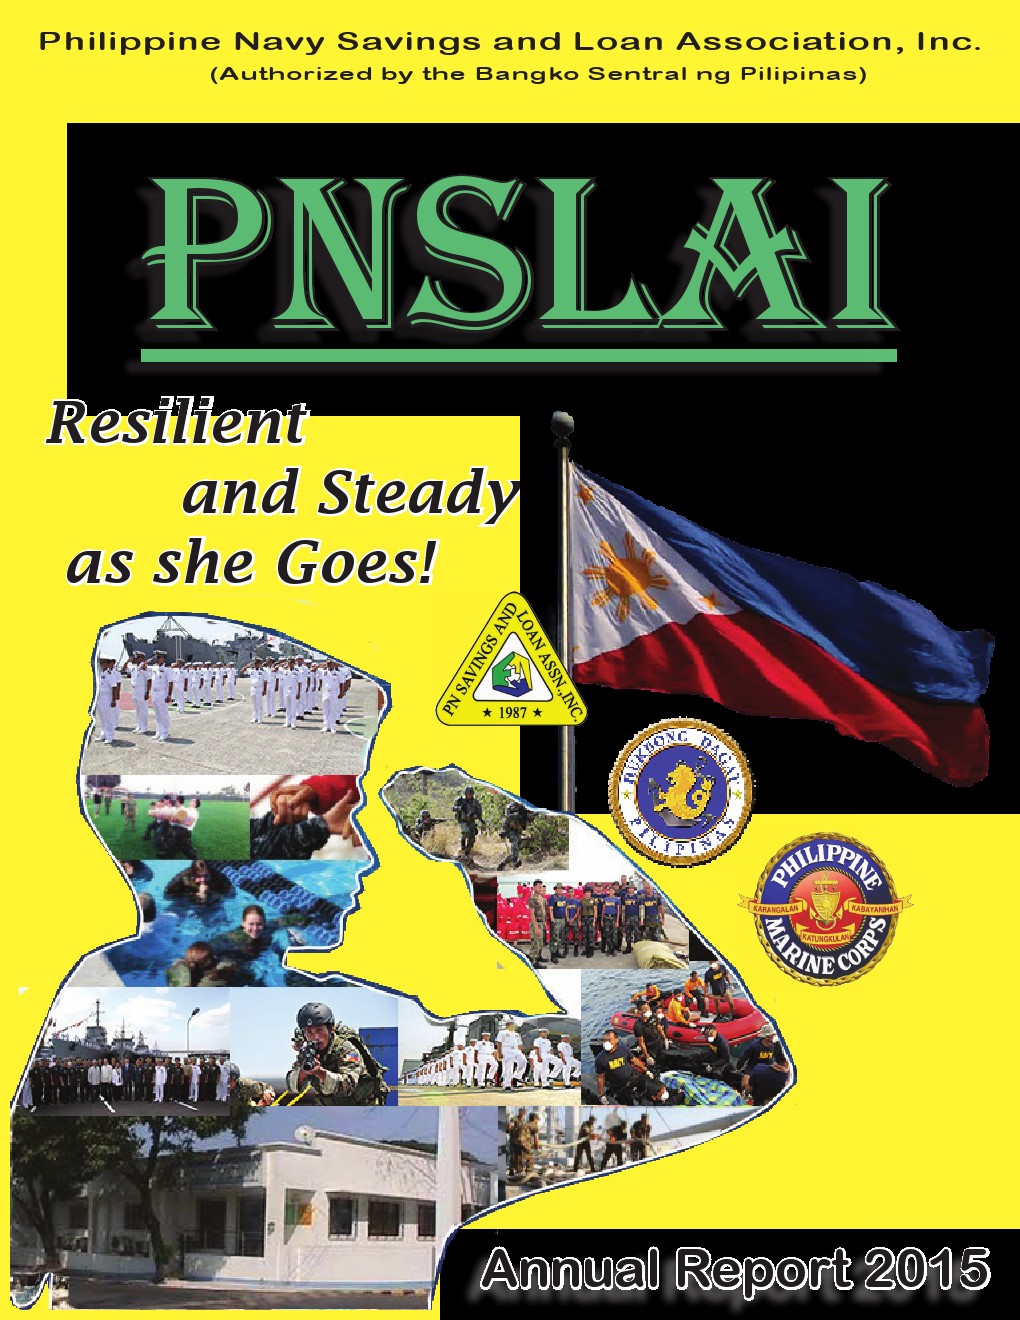 Philippine Navy Savings and Loan Association, Inc.
(Authorized by the Bangko Sentral ng Pilipinas)
PNSLAI
Resilient
and Steady
as she Goes!
PN SAVINGS AND LOAN ASSN., INC.
★ 1987 ★
HUKBONG DAGAT
PILIPINAS
PHILIPPINE
KARANGALAN
KABAYANIHAN
KATUNGKULAN
MARINE CORPS
NAVY
NAVY
Annual Report 2015